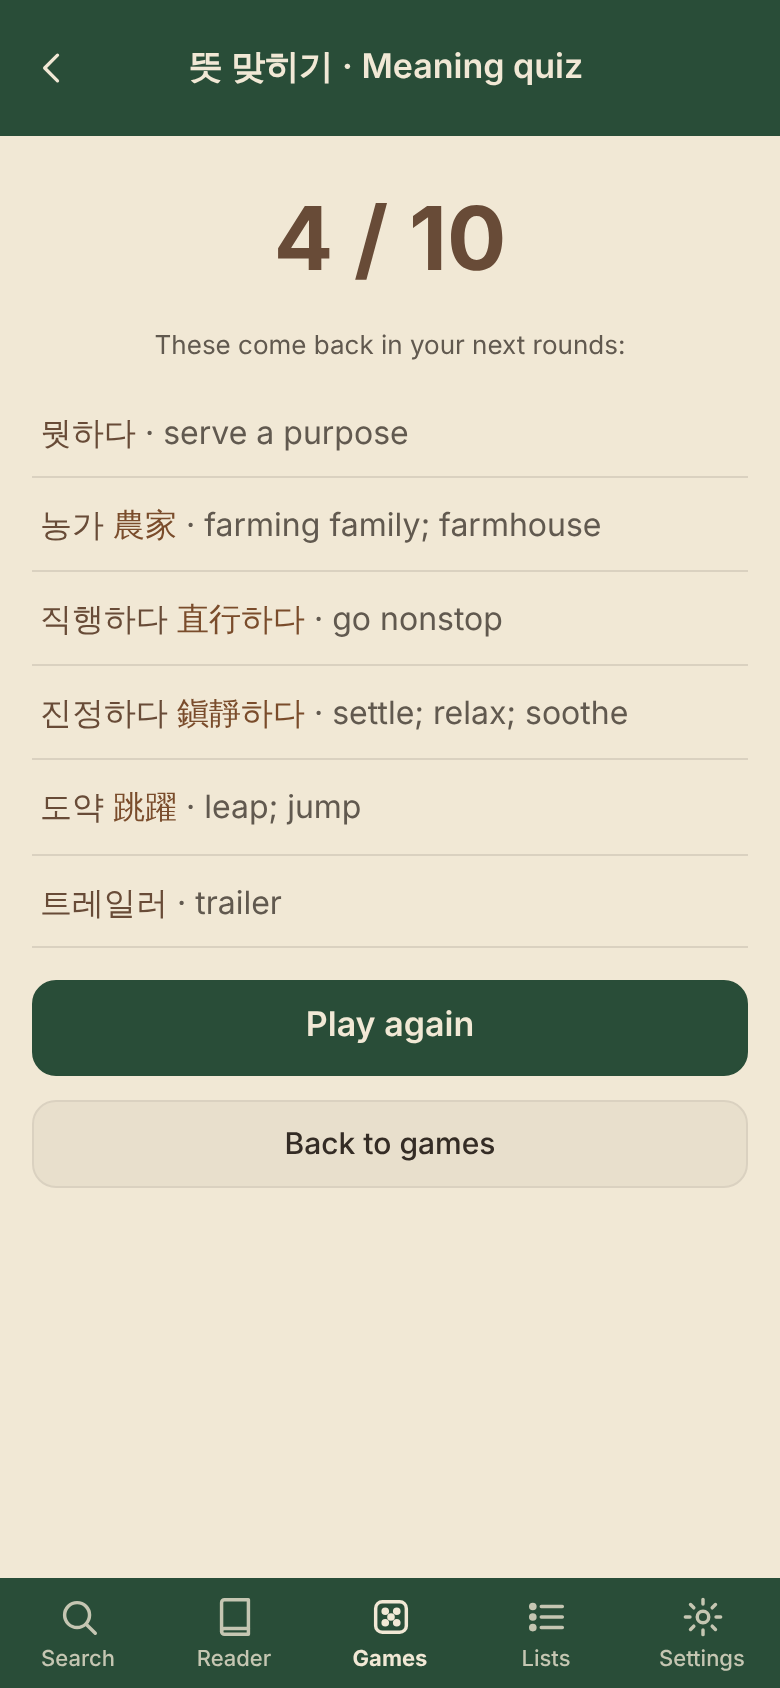 뜻 맞히기 · Meaning quiz
4 / 10
These come back in your next rounds:
뭣하다 · serve a purpose
농가 農家 · farming family; farmhouse
직행하다 直行하다 · go nonstop
진정하다 鎭靜하다 · settle; relax; soothe
도약 跳躍 · leap; jump
트레일러 · trailer
Play again
Back to games
Search Reader Games Lists Settings